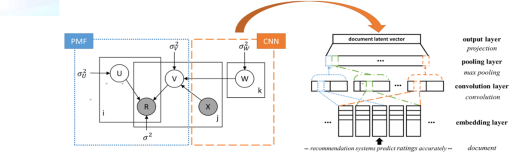 PMF
σ²_V
σ²_W
CNN
σ²_U
U
V
W
k
R
X
i
j
σ²
document latent vector
output layer
projection
...
pooling layer
max pooling
...
convolution layer
convolution
...
...
embedding layer
-- recommendation systems predict ratings accurately --
document